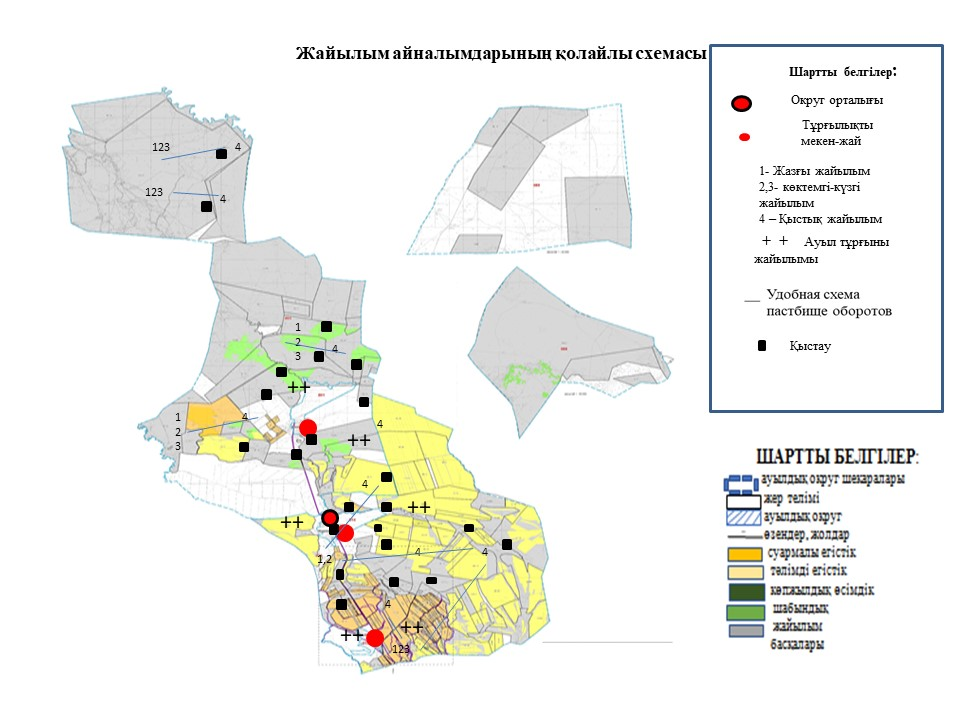 Жайылым айналымдарының қолайлы схемасы
Шартты белгілер:
Округ орталығы
Тұрғылықты
мекен-жай
1- Жазғы жайылым
2,3- көктемгі-күзгі
жайылым
4 – Қыстық жайылым
+ + Ауыл тұрғыны
жайылымы
Удобная схема
пастбище оборотов
Қыстау
123
4
123
4
1
2
3
4
++
1
2
3
4
4
++
4
++
++
1,2
4
4
4
++
++
123
ШАРТТЫ БЕЛГІЛЕР:
ауылдық округ шекаралары
жер телімі
ауылдық округ
өзендер, жолдар
суармалы егістік
тәлімді егістік
көпжылдық өсімдік
шабындық
жайылым
басқалары